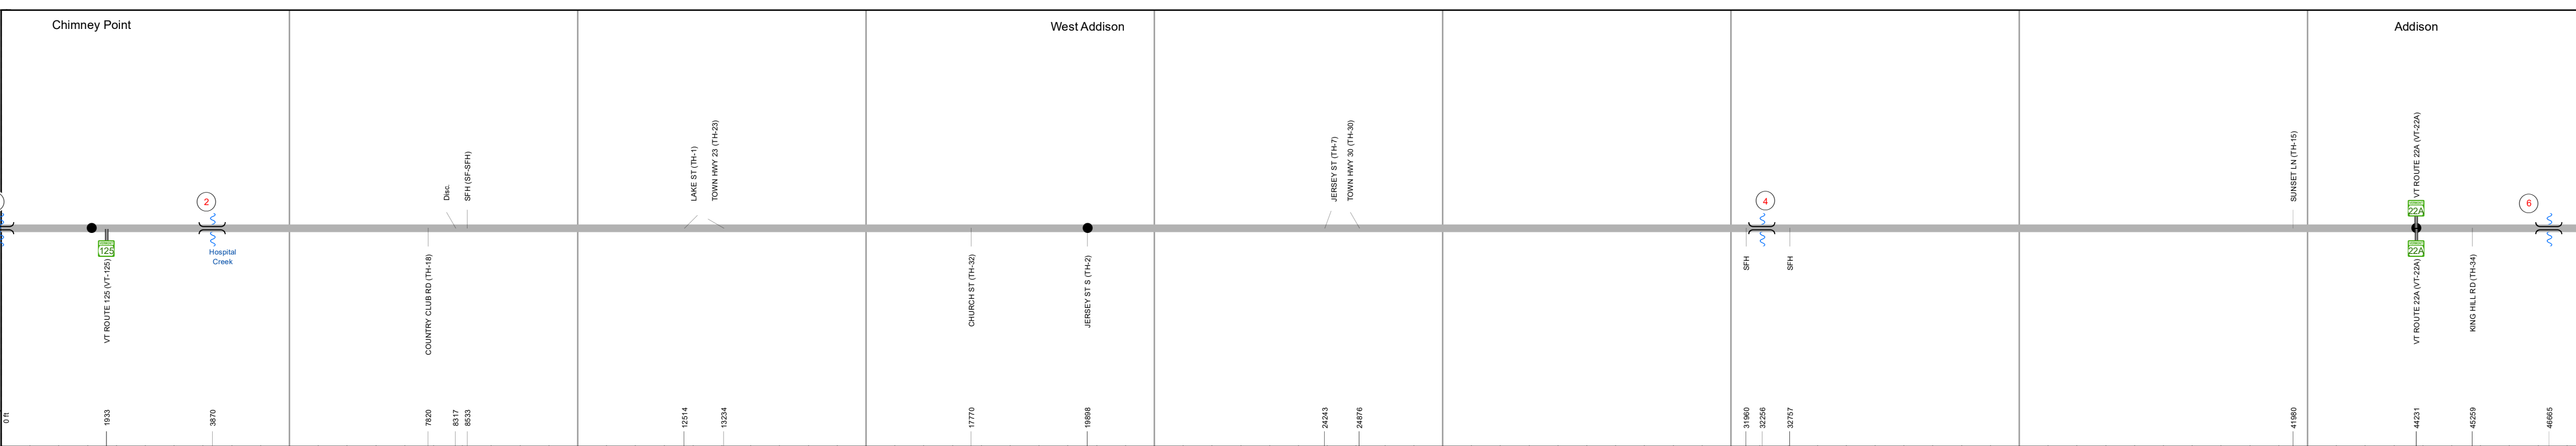 Chimney Point
West Addison
Addison
Disc.
SFH (SF-SFH)
LAKE ST (TH-1)
TOWN HWY 23 (TH-23)
JERSEY ST (TH-7)
TOWN HWY 30 (TH-30)
SUNSET LN (TH-15)
VT ROUTE 22A (VT-22A)
2
4
22A
6
125
Hospital
Creek
22A
VT ROUTE 125 (VT-125)
COUNTRY CLUB RD (TH-18)
CHURCH ST (TH-32)
JERSEY ST S (TH-2)
SFH
SFH
VT ROUTE 22A (VT-22A)
KING HILL RD (TH-34)
0 ft
1933
3870
7820
8317
8533
12514
13234
17770
19898
24243
24876
31960
32256
32757
41980
44231
45259
46665